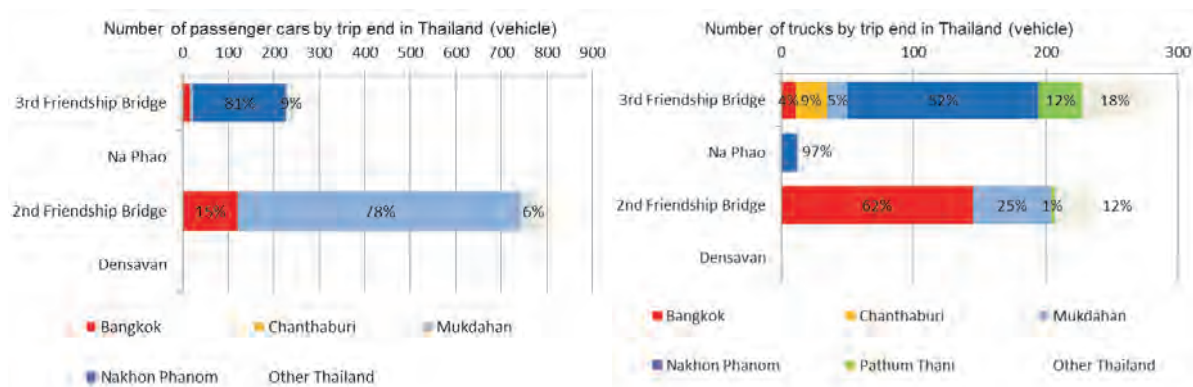 Number of passenger cars by trip end in Thailand (vehicle)
0 100 200 300 400 500 600 700 800 900
3rd Friendship Bridge 81% 9%
Na Phao
2nd Friendship Bridge 15% 78% 6%
Densavan
Bangkok Chanthaburi Mukdahan
Nakhon Phanom Other Thailand
Number of trucks by trip end in Thailand (vehicle)
0 100 200 300
3rd Friendship Bridge 4% 9% 5% 52% 12% 18%
Na Phao 97%
2nd Friendship Bridge 62% 25% 1% 12%
Densavan
Bangkok Chanthaburi Mukdahan
Nakhon Phanom Pathum Thani Other Thailand